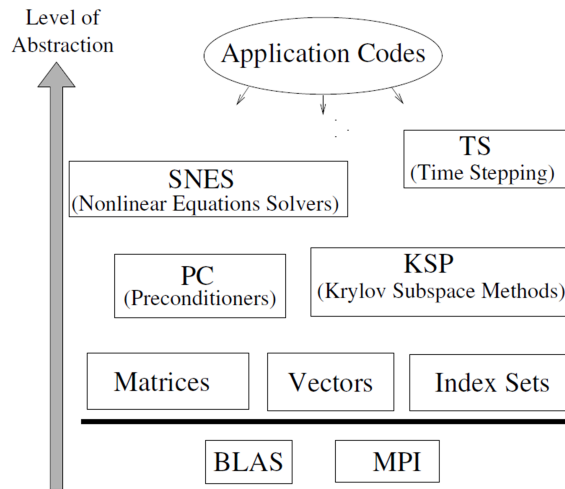 Level of
Abstraction
Application Codes
TS
(Time Stepping)
SNES
(Nonlinear Equations Solvers)
PC
(Preconditioners)
KSP
(Krylov Subspace Methods)
Matrices
Vectors
Index Sets
BLAS
MPI